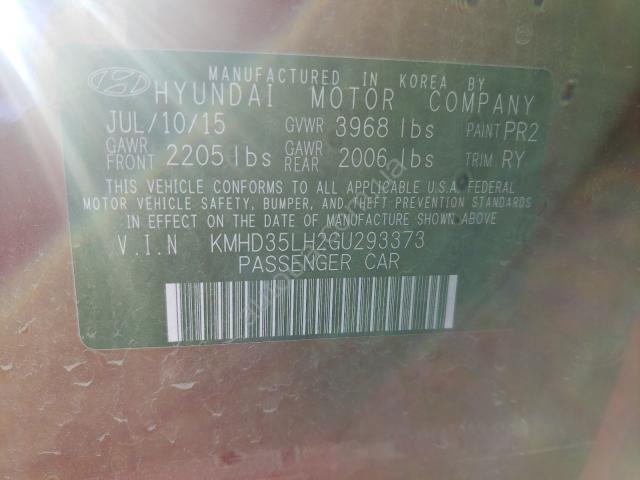 MANUFACTURED IN KOREA BY
HYUNDAI MOTOR COMPANY
JUL/10/15 GVWR 3968 lbs PAINT PR2
GAWR FRONT 2205 lbs GAWR REAR 2006 lbs TRIM RY
THIS VEHICLE CONFORMS TO ALL APPLICABLE U.S.A. FEDERAL
MOTOR VEHICLE SAFETY, BUMPER, AND THEFT PREVENTION STANDARDS
IN EFFECT ON THE DATE OF MANUFACTURE SHOWN ABOVE
V.I.N KMHD35LH2GU293373
PASSENGER CAR